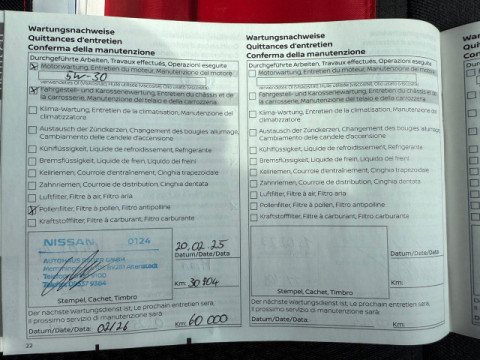 Wartungsnachweise
Quittances d'entretien
Conferma della manutenzione
Durchgeführte Arbeiten, Travaux effectués, Operazioni eseguite
Motorwartung, Entretien du moteur, Manutenzione del motore
5W-30
Fahrgestell- und Karosseriewartung, Entretien du châssis et de
la carrosserie, Manutenzione del telaio e della carrozzeria
Klima-Wartung, Entretien de la climatisation, Manutenzione del
climatizzatore
Austausch der Zündkerzen, Changement des bougies allumage,
Cambiamento delle candele d'accensione
Kühlflüssigkeit, Liquide de refroidissement, Refrigerante
Bremsflüssigkeit, Liquide de frein, Liquido dei freni
Keilriemen, Courroie d'entraînement, Cinghia trapezoidale
Zahnriemen, Courroie de distribution, Cinghia dentata
Luftfilter, Filtre à air, Filtro aria
Pollenfilter, Filtre à pollen, Filtro antipolline
Kraftstofffilter, Filtre à carburante, Filtro carburante
NISSAN 0124
20.02.25
Datum/Date/Data
Km: 30 804
Stempel, Cachet, Timbro
Der nächste wartungsdienst ist, Le prochain entretien sera,
Il prossimo servizio di manutenzione sarà:
Datum/Date/Data: 02/26 Km: 60 000
22
Wartungsnachweise
Quittances d'entretien
Conferma della manutenzione
Durchgeführte Arbeiten, Travaux effectués, Operazioni eseguite
Motorwartung, Entretien du moteur, Manutenzione del motore
Fahrgestell- und Karosseriewartung, Entretien du châssis et de
la carrosserie, Manutenzione del telaio e della carrozzeria
Klima-Wartung, Entretien de la climatisation, Manutenzione del
climatizzatore
Austausch der Zündkerzen, Changement des bougies allumage,
Cambiamento delle candele d'accensione
Kühlflüssigkeit, Liquide de refroidissement, Refrigerante
Bremsflüssigkeit, Liquide de frein, Liquido dei freni
Keilriemen, Courroie d'entraînement, Cinghia trapezoidale
Zahnriemen, Courroie de distribution, Cinghia dentata
Luftfilter, Filtre à air, Filtro aria
Pollenfilter, Filtre à pollen, Filtro antipolline
Kraftstofffilter, Filtre à carburante, Filtro carburante
Datum/Date/Data
Km:
Stempel, Cachet, Timbro
Der nächste wartungsdienst ist, Le prochain entretien sera,
Il prossimo servizio di manutenzione sarà:
Datum/Date/Data: Km: